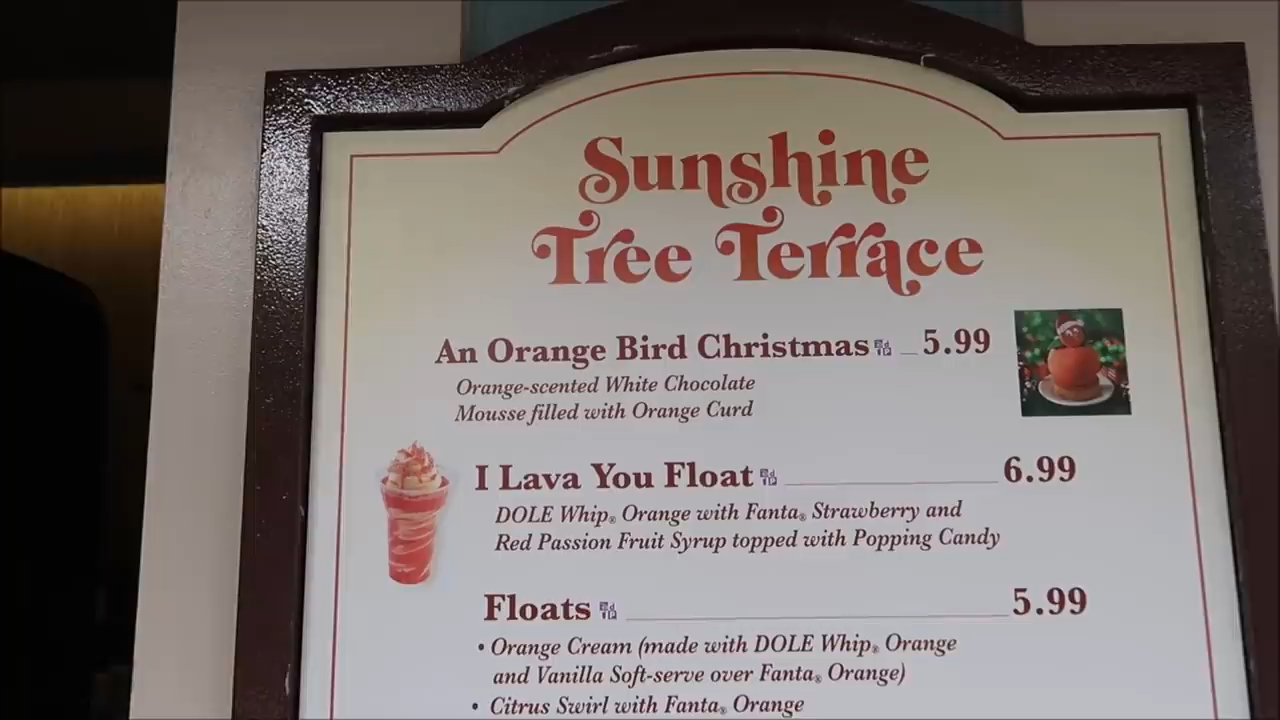 Sunshine
Tree Terrace
An Orange Bird Christmas 5.99
Orange-scented White Chocolate
Mousse filled with Orange Curd
I Lava You Float 6.99
DOLE Whip® Orange with Fanta® Strawberry and
Red Passion Fruit Syrup topped with Popping Candy
Floats 5.99
• Orange Cream (made with DOLE Whip® Orange
and Vanilla Soft-serve over Fanta® Orange)
• Citrus Swirl with Fanta® Orange